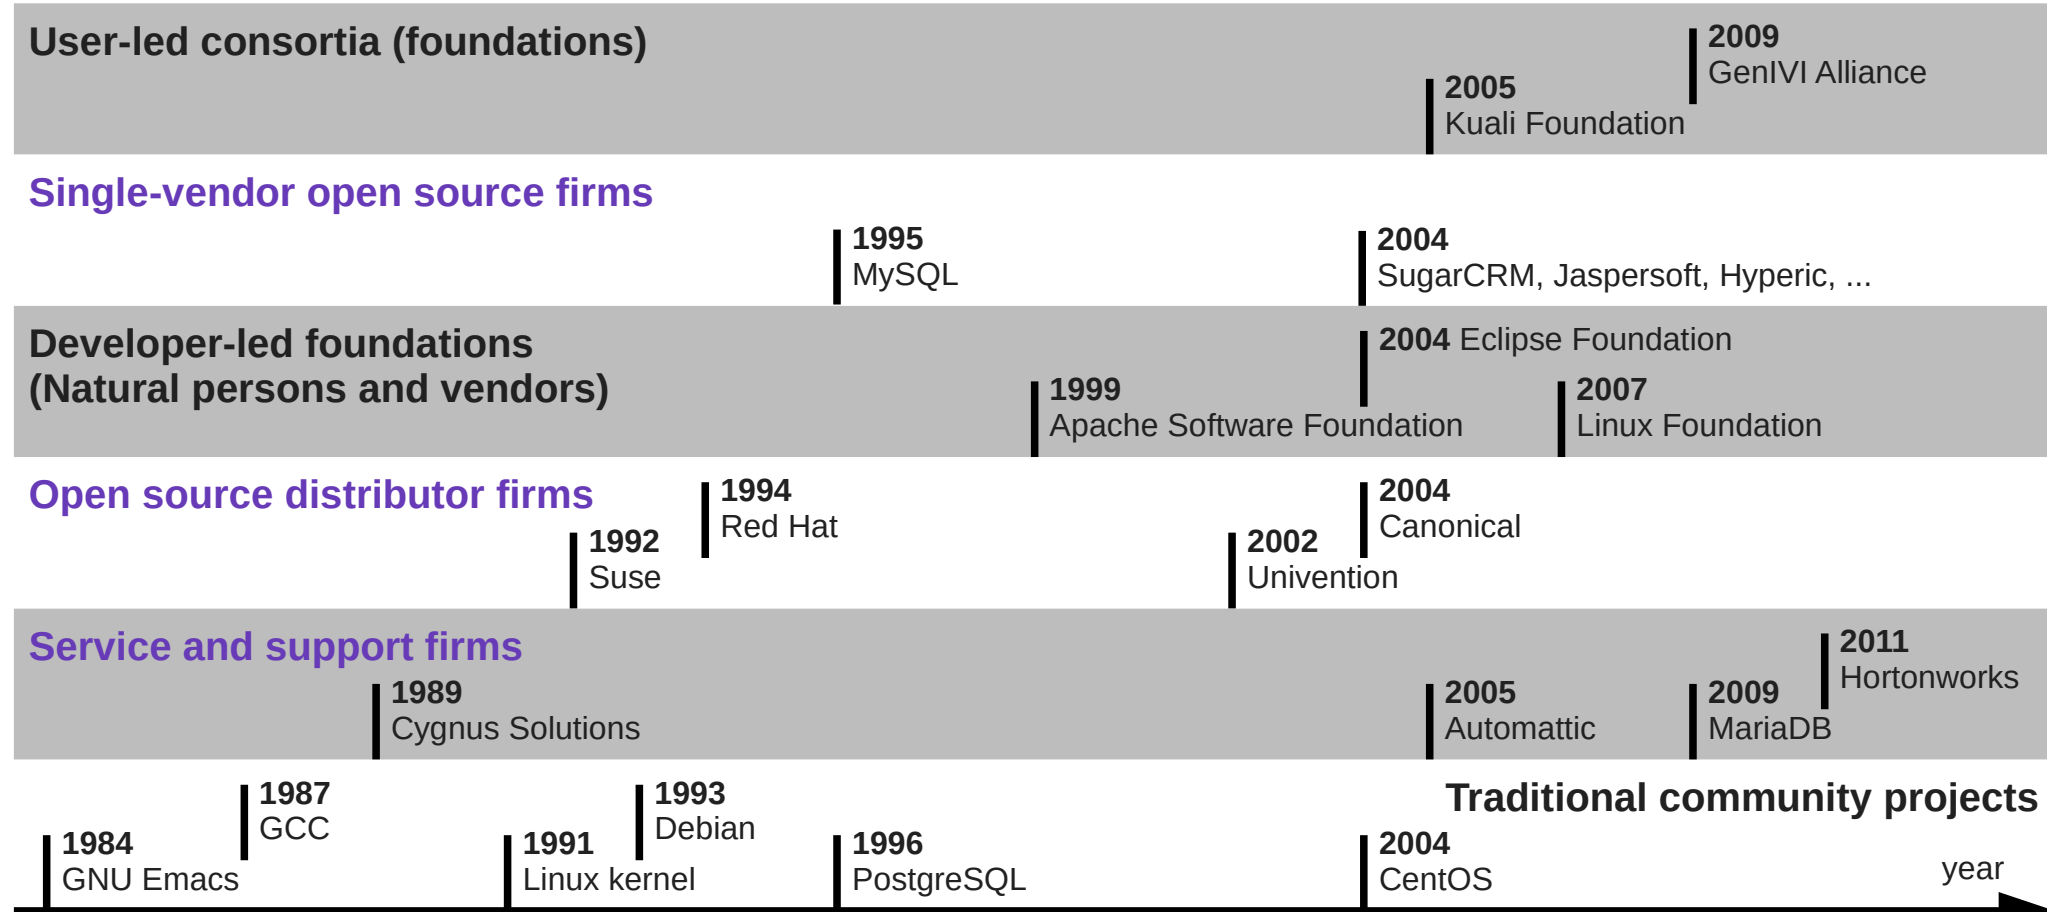 User-led consortia (foundations)
2009
GenIVI Alliance
2005
Kuali Foundation
Single-vendor open source firms
1995
MySQL
2004
SugarCRM, Jaspersoft, Hyperic, ...
Developer-led foundations
(Natural persons and vendors)
2004 Eclipse Foundation
1999
Apache Software Foundation
2007
Linux Foundation
Open source distributor firms
1994
Red Hat
2004
Canonical
1992
Suse
2002
Univention
Service and support firms
2011
Hortonworks
1989
Cygnus Solutions
2005
Automattic
2009
MariaDB
Traditional community projects
1987
GCC
1993
Debian
1984
GNU Emacs
1991
Linux kernel
1996
PostgreSQL
2004
CentOS
year